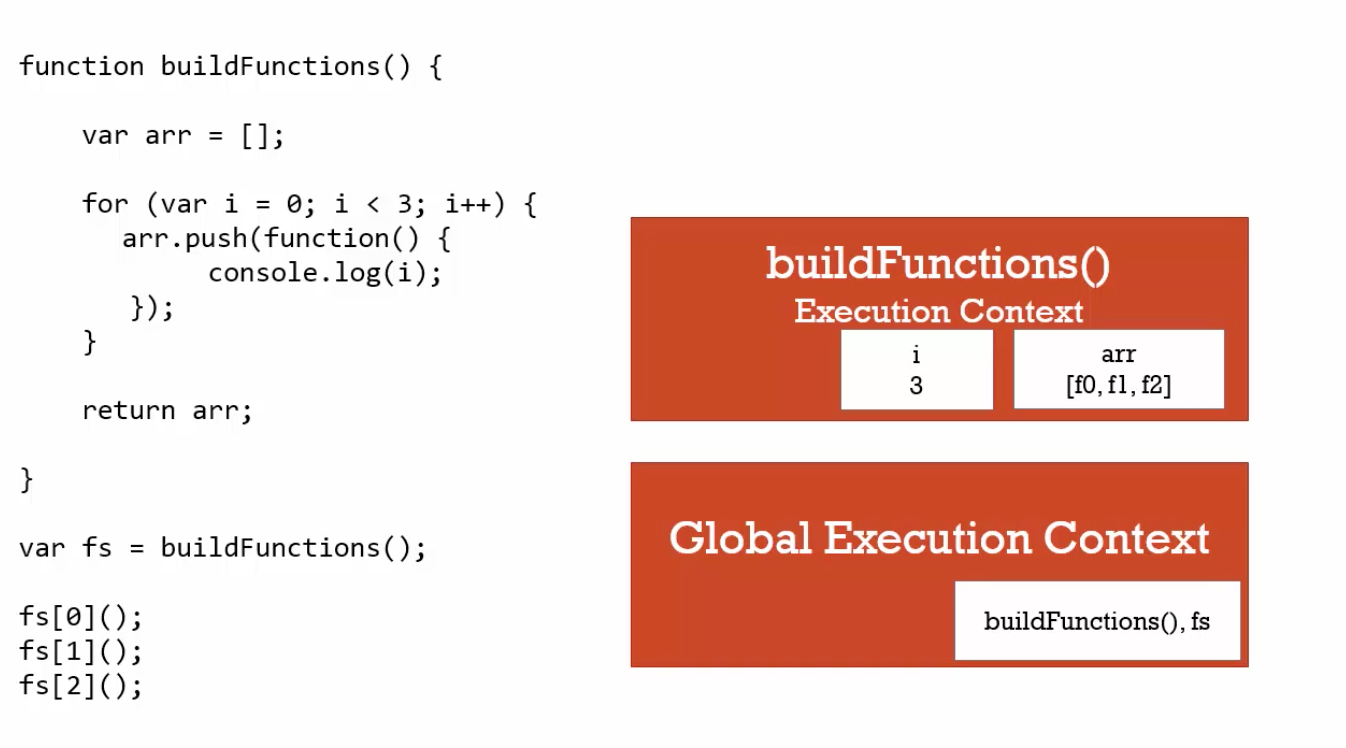 function buildFunctions() {
var arr = [];
for (var i = 0; i < 3; i++) {
arr.push(function() {
console.log(i);
});
}
return arr;
}
var fs = buildFunctions();
fs[0]();
fs[1]();
fs[2]();
buildFunctions()
Execution Context
i
3
arr
[f0, f1, f2]
Global Execution Context
buildFunctions(), fs